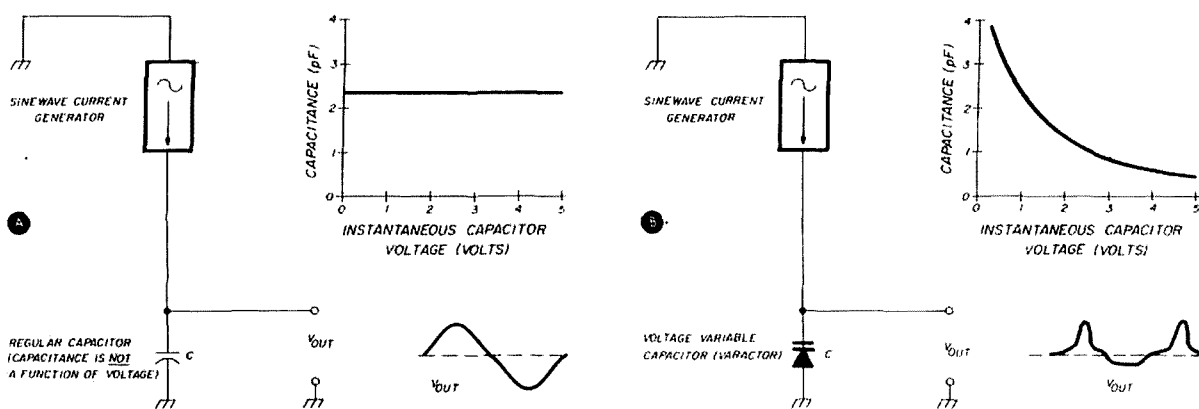 SINEWAVE CURRENT
GENERATOR
CAPACITANCE (pF)
4
3
2
1
0
0 1 2 3 4 5
INSTANTANEOUS CAPACITOR
VOLTAGE (VOLTS)
A
REGULAR CAPACITOR
(CAPACITANCE IS NOT
A FUNCTION OF VOLTAGE)
C
VOUT
VOUT
SINEWAVE CURRENT
GENERATOR
CAPACITANCE (pF)
4
3
2
1
0
0 1 2 3 4 5
INSTANTANEOUS CAPACITOR
VOLTAGE (VOLTS)
B
VOLTAGE VARIABLE
CAPACITOR (VARACTOR)
C
VOUT
VOUT